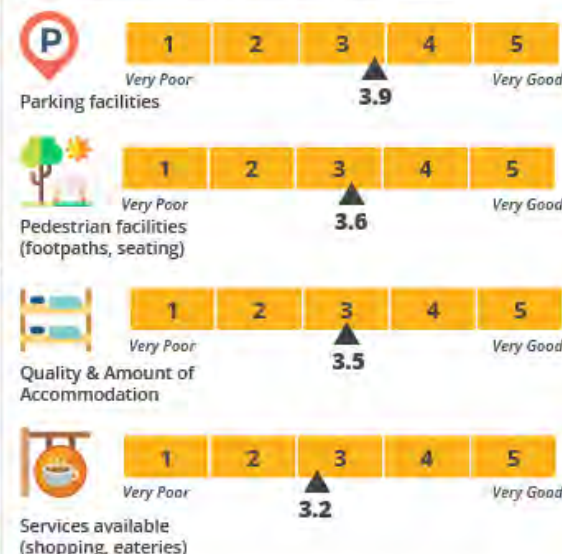 P
1 2 3 4 5
Very Poor Very Good
3.9
Parking facilities
1 2 3 4 5
Very Poor Very Good
3.6
Pedestrian facilities
(footpaths, seating)
1 2 3 4 5
Very Poor Very Good
3.5
Quality & Amount of
Accommodation
1 2 3 4 5
Very Poor Very Good
3.2
Services available
(shopping, eateries)